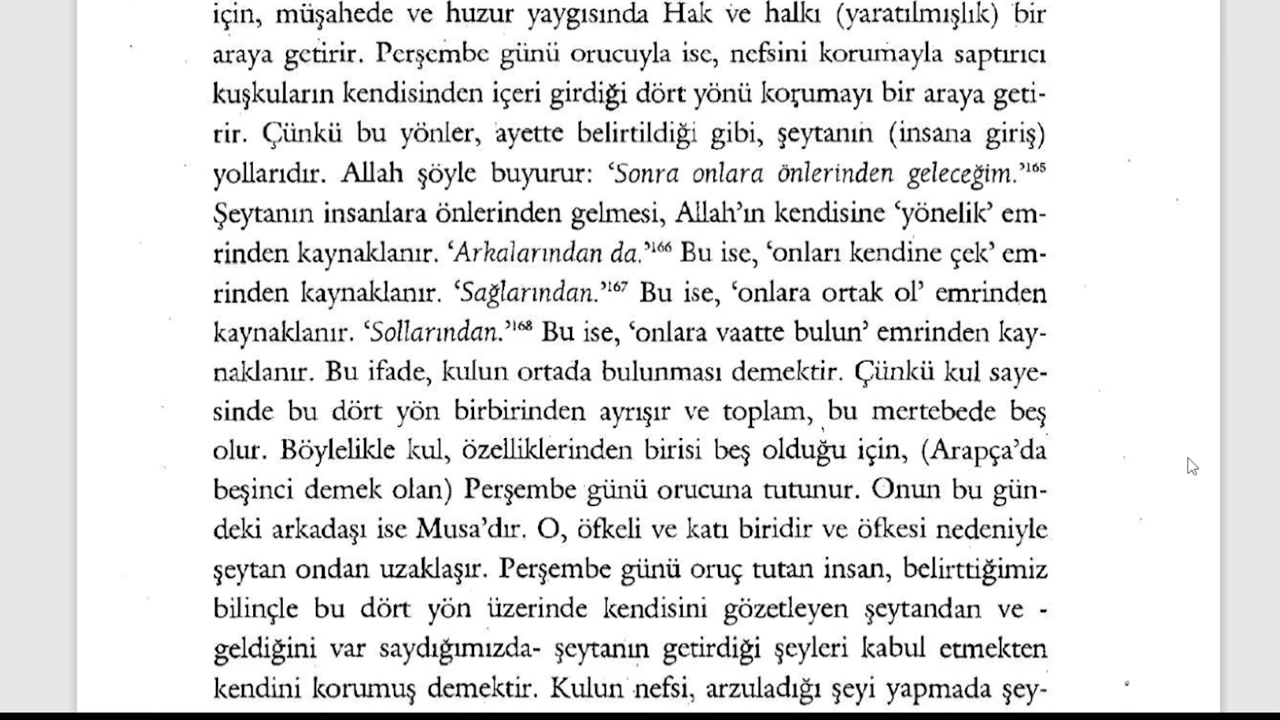 için, müşahede ve huzur yaygısında Hak ve halkı (yaratılmışlık) bir
araya getirir. Perşembe günü orucuyla ise, nefsini korumayla saptırıcı
kuşkuların kendisinden içeri girdiği dört yönü korumayı bir araya geti-
rir. Çünkü bu yönler, ayette belirtildiği gibi, şeytanın (insana giriş)
yollarıdır. Allah şöyle buyurur: ‘Sonra onlara önlerinden geleceğim.’165
Şeytanın insanlara önlerinden gelmesi, Allah’ın kendisine ‘yönelik’ em-
rinden kaynaklanır. ‘Arkalarından da.’166 Bu ise, ‘onları kendine çek’ em-
rinden kaynaklanır. ‘Sağlarından.’167 Bu ise, ‘onlara ortak ol’ emrinden
kaynaklanır. ‘Sollarından.’168 Bu ise, ‘onlara vaatte bulun’ emrinden kay-
naklanır. Bu ifade, kulun ortada bulunması demektir. Çünkü kul saye-
sinde bu dört yön birbirinden ayrışır ve toplam, bu mertebede beş
olur. Böylelikle kul, özelliklerinden birisi beş olduğu için, (Arapça’da
beşinci demek olan) Perşembe günü orucuna tutunur. Onun bu gün-
deki arkadaşı ise Musa’dır. O, öfkeli ve katı biridir ve öfkesi nedeniyle
şeytan ondan uzaklaşır. Perşembe günü oruç tutan insan, belirttiğimiz
bilinçle bu dört yön üzerinde kendisini gözetleyen şeytandan ve -
geldiğini var saydığımızda- şeytanın getirdiği şeyleri kabul etmekten
kendini korumuş demektir. Kulun nefsi, arzuladığı şeyi yapmada şey-